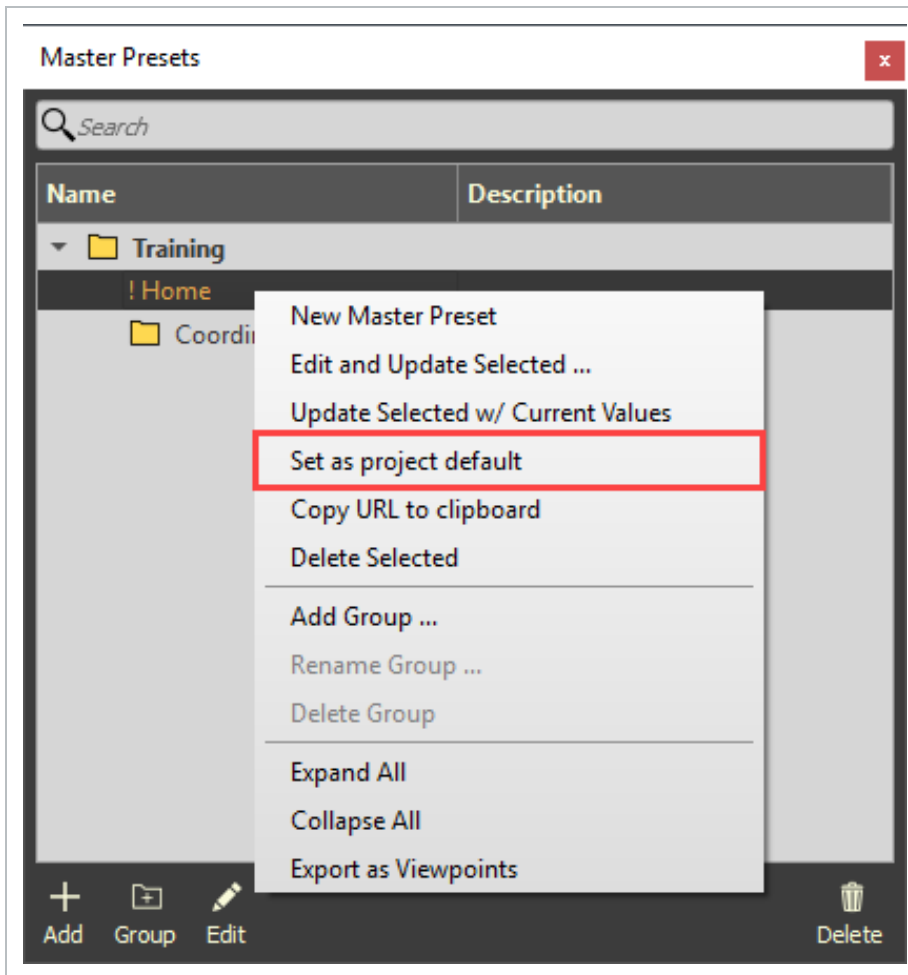 Master Presets
x
Search
Name Description
Training
! Home
New Master Preset
Edit and Update Selected ...
Update Selected w/ Current Values
Set as project default
Copy URL to clipboard
Delete Selected
Add Group ...
Rename Group ...
Delete Group
Expand All
Collapse All
Export as Viewpoints
Add Group Edit Delete